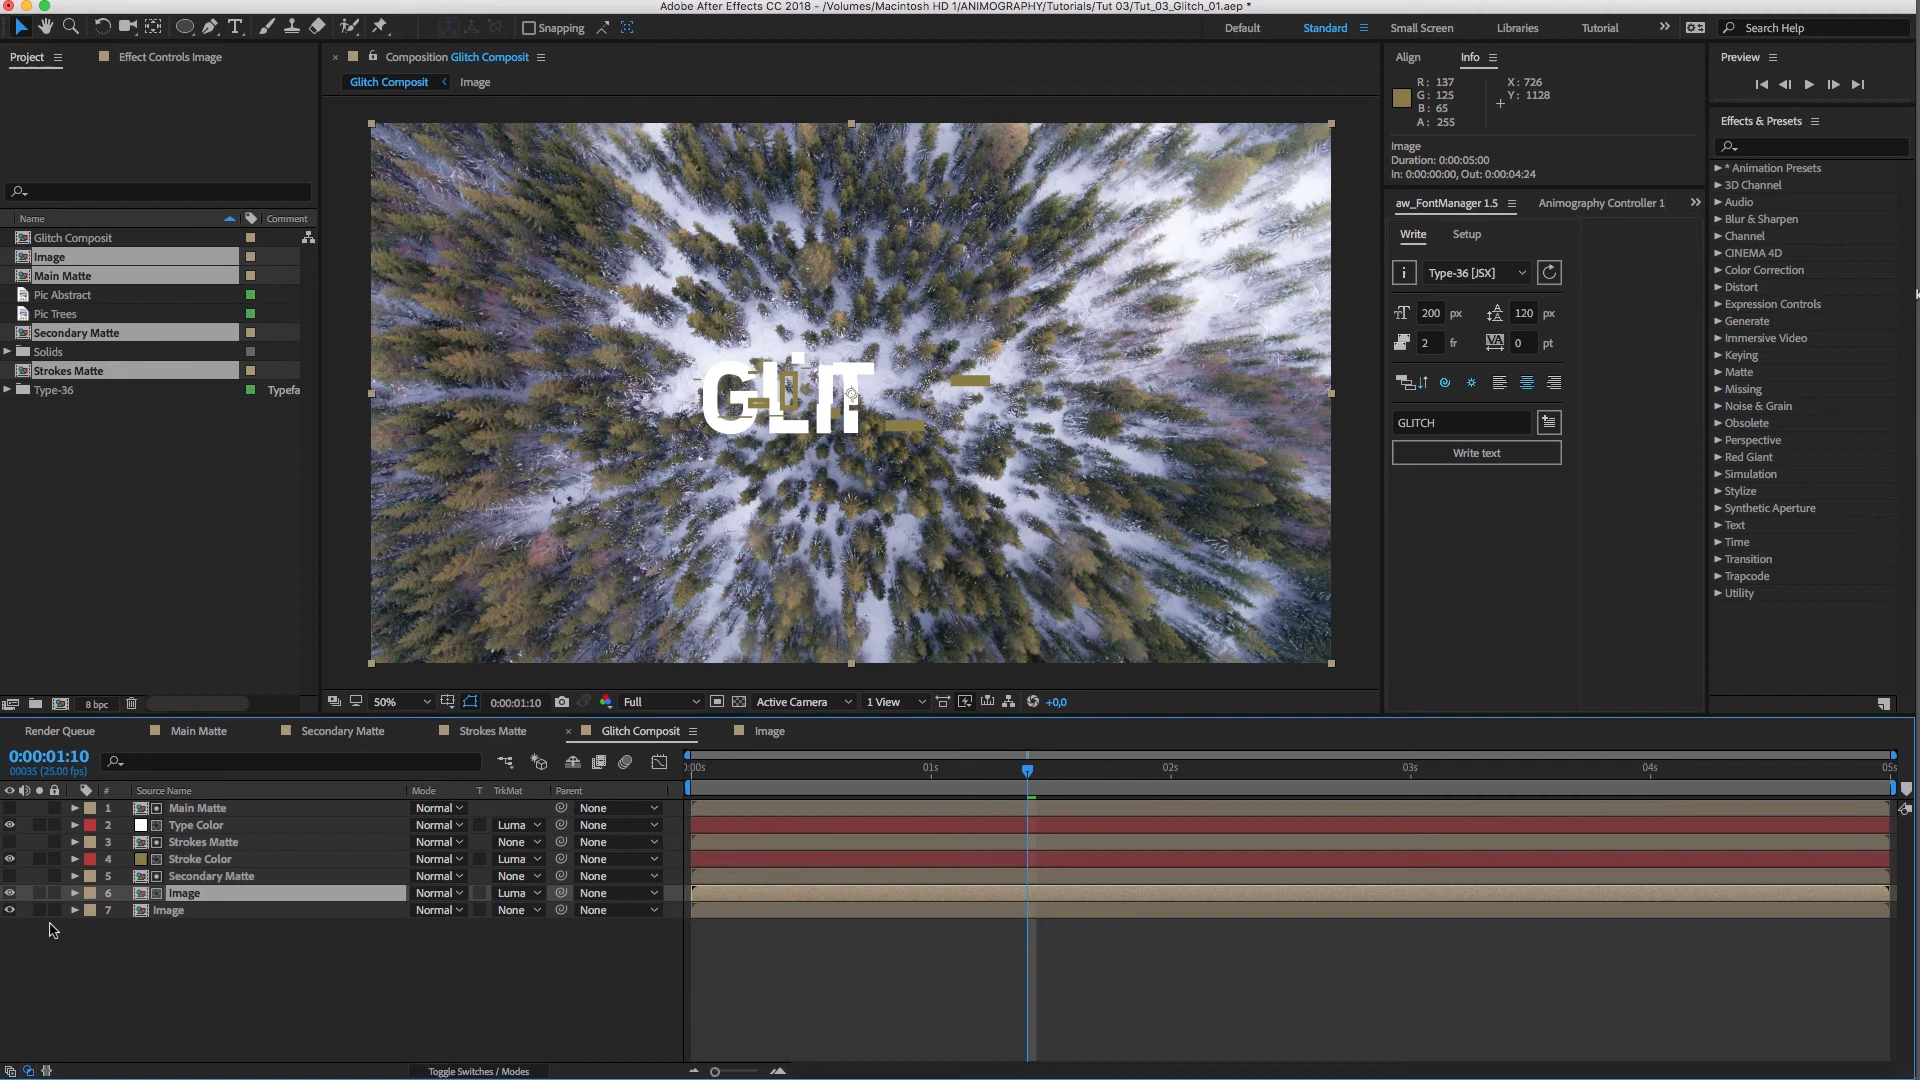 Adobe After Effects CC 2018 - /Volumes/Macintosh HD 1/ANIMOGRAPHY/Tutorials/Tut 03/Tut_03_Glitch_01.aep *
Snapping
Default
Standard
Small Screen
Libraries
Tutorial
Search Help
Project
Effect Controls Image
Composition Glitch Composit
Glitch Composit
Image
Align
Info
R: 137
G: 125
B: 65
A: 255
X: 726
Y: 1128
Image
Duration: 0:00:05:00
In: 0:00:00:00, Out: 0:00:04:24
Preview
Effects & Presets
* Animation Presets
3D Channel
Audio
Blur & Sharpen
Channel
CINEMA 4D
Color Correction
Distort
Expression Controls
Generate
Immersive Video
Keying
Matte
Missing
Noise & Grain
Obsolete
Perspective
Red Giant
Simulation
Stylize
Synthetic Aperture
Text
Time
Transition
Trapcode
Utility
aw_FontManager 1.5
Animography Controller 1
Write
Setup
i
Type-36 [JSX]
200 px
120 px
2 fr
VA
0 pt
GLITCH
Write text
Name
Comment
Glitch Composit
Image
Main Matte
Pic Abstract
Pic Trees
Secondary Matte
Solids
Strokes Matte
Type-36
Typefa
8 bpc
GLIT
50%
0:00:01:10
Full
Active Camera
1 View
+0,0
Render Queue
Main Matte
Secondary Matte
Strokes Matte
Glitch Composit
Image
0:00:01:10
00035 (25.00 fps)
:00s
01s
02s
03s
04s
05s
#
Source Name
Mode
T
TrkMat
Parent
1 Main Matte Normal None
2 Type Color Normal Luma None
3 Strokes Matte Normal None None
4 Stroke Color Normal Luma None
5 Secondary Matte Normal None None
6 Image Normal Luma None
7 Image Normal None None
Toggle Switches / Modes